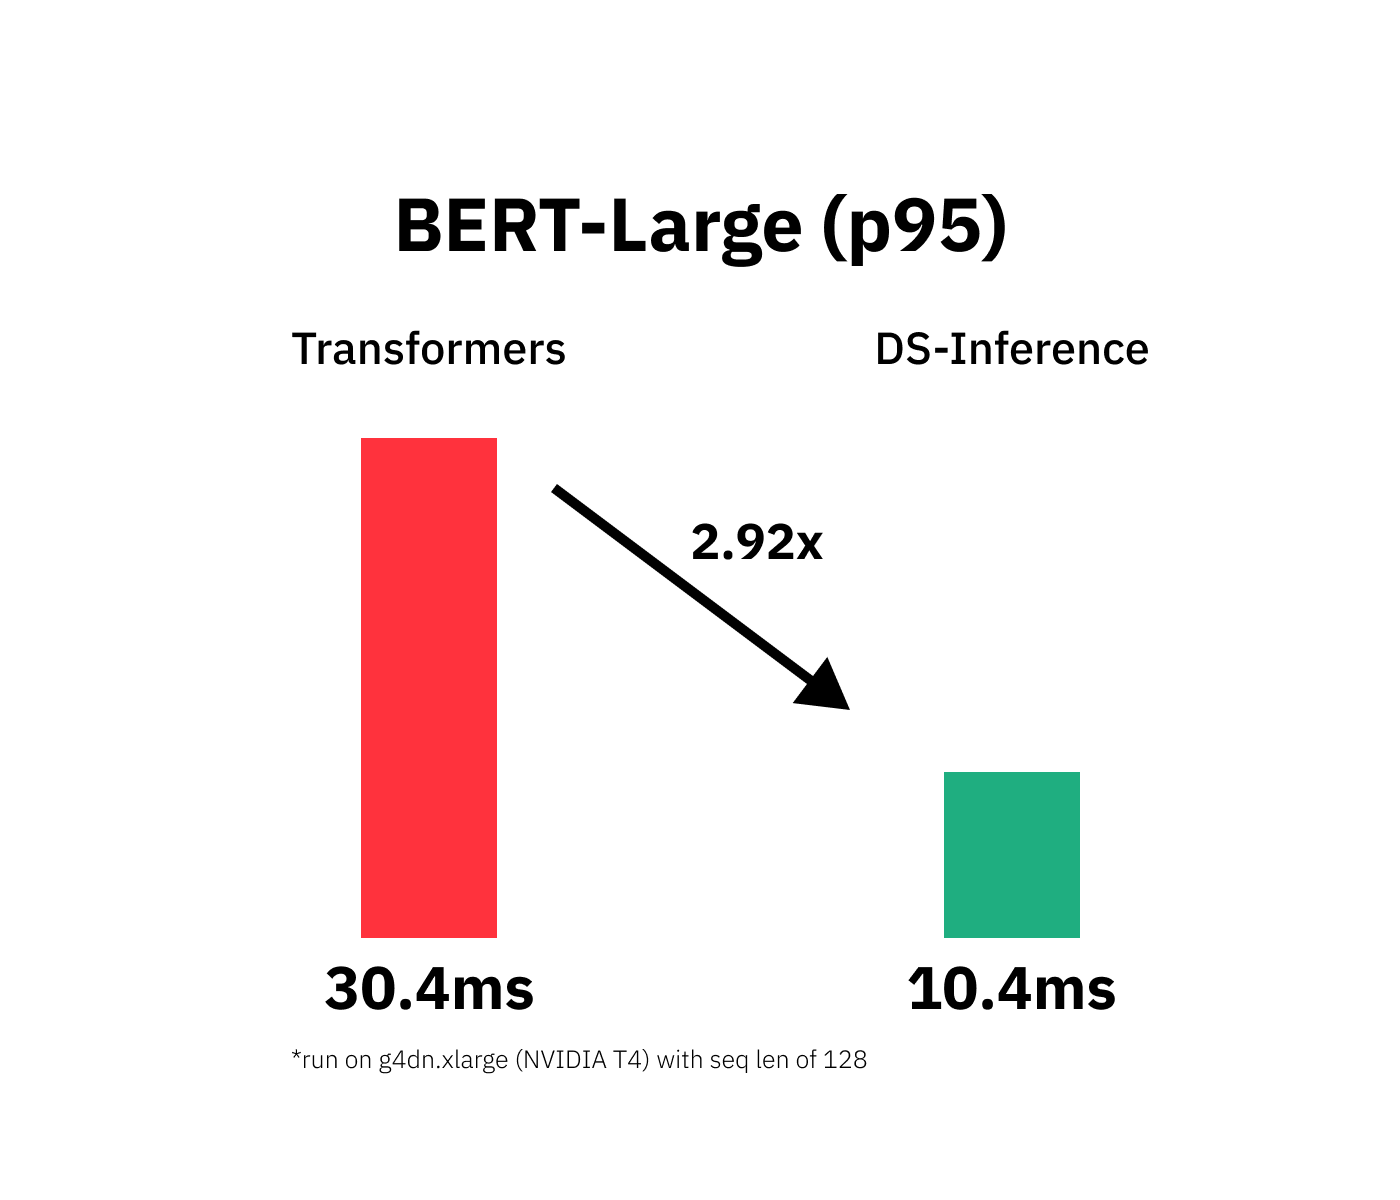 BERT-Large (p95)
Transformers
DS-Inference
2.92x
30.4ms
10.4ms
*run on g4dn.xlarge (NVIDIA T4) with seq len of 128